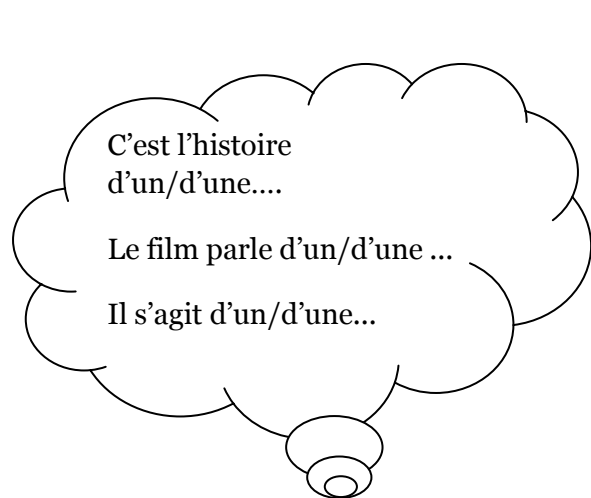 C’est l’histoire
d’un/d’une....
Le film parle d’un/d’une ...
Il s’agit d’un/d’une...